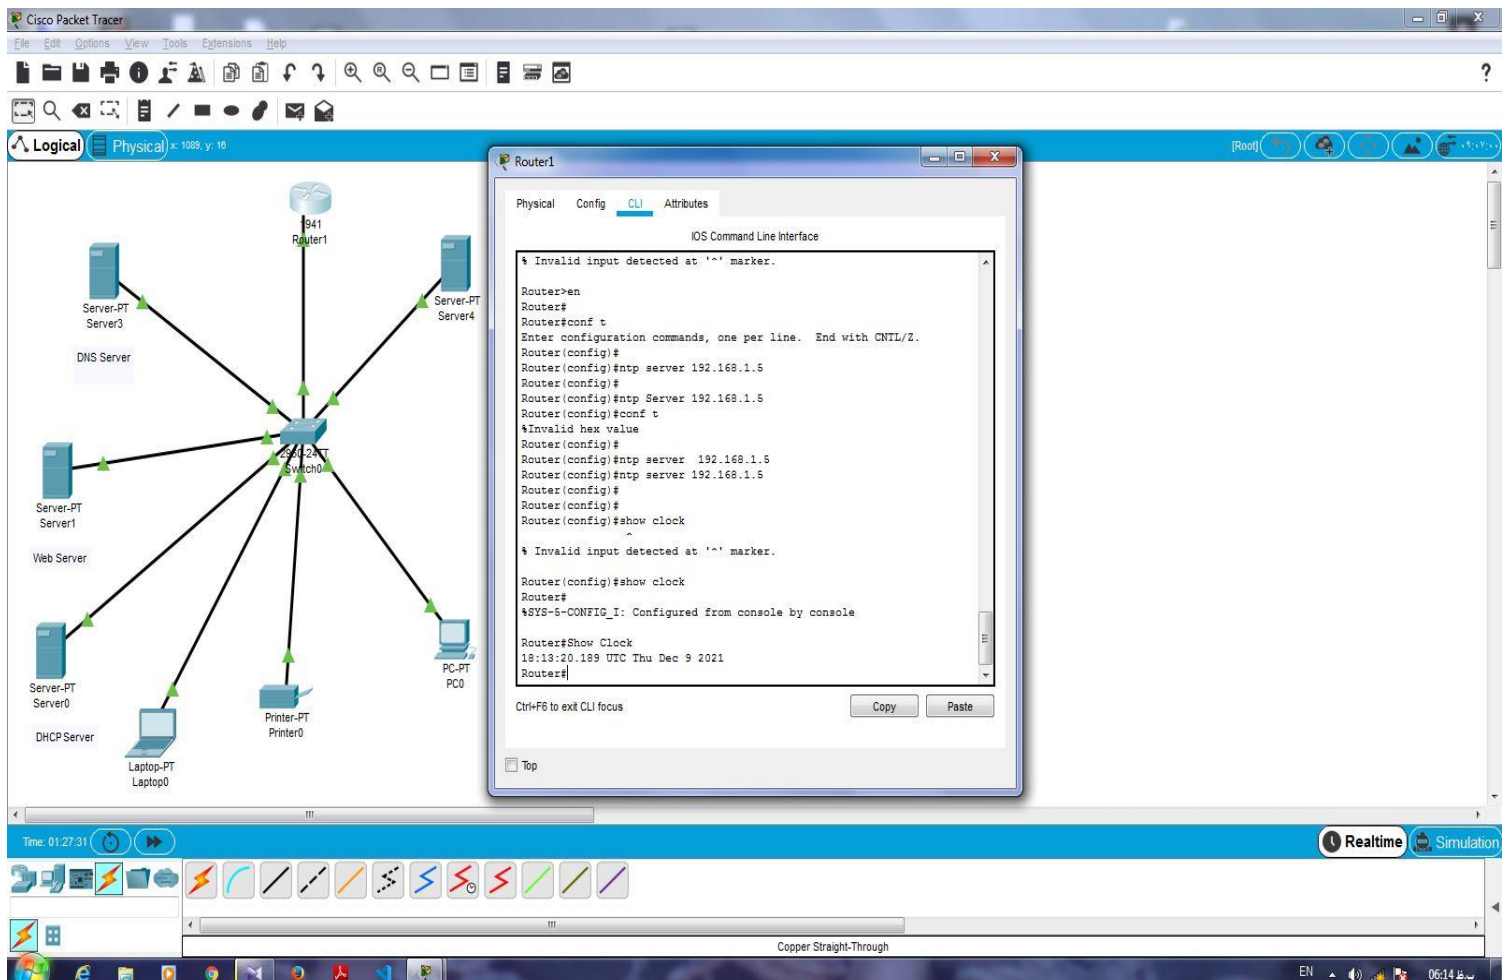 Cisco Packet Tracer
File Edit Options View Tools Extensions Help
?
Logical
Physical
x: 1089, y: 16
[Root]
1941
Router1
Server-PT
Server3
DNS Server
Server-PT
Server4
2960-24TT
Switch0
Server-PT
Server1
Web Server
Server-PT
Server0
DHCP Server
Laptop-PT
Laptop0
Printer-PT
Printer0
PC-PT
PC0
Router1
Physical Config CLI Attributes
IOS Command Line Interface
% Invalid input detected at '^' marker.
Router>en
Router#
Router#conf t
Enter configuration commands, one per line. End with CNTL/Z.
Router(config)#
Router(config)#ntp server 192.168.1.5
Router(config)#
Router(config)#ntp Server 192.168.1.5
Router(config)#conf t
%Invalid hex value
Router(config)#
Router(config)#ntp server  192.168.1.5
Router(config)#ntp server 192.168.1.5
Router(config)#
Router(config)#
Router(config)#show clock
^
% Invalid input detected at '^' marker.
Router(config)#show clock
Router#
%SYS-5-CONFIG_I: Configured from console by console
Router#Show Clock
18:13:20.189 UTC Thu Dec 9 2021
Router#
Ctrl+F6 to exit CLI focus
Copy
Paste
Top
Time: 01:27:31
Realtime
Simulation
Copper Straight-Through
EN
06:14 ب.ظ